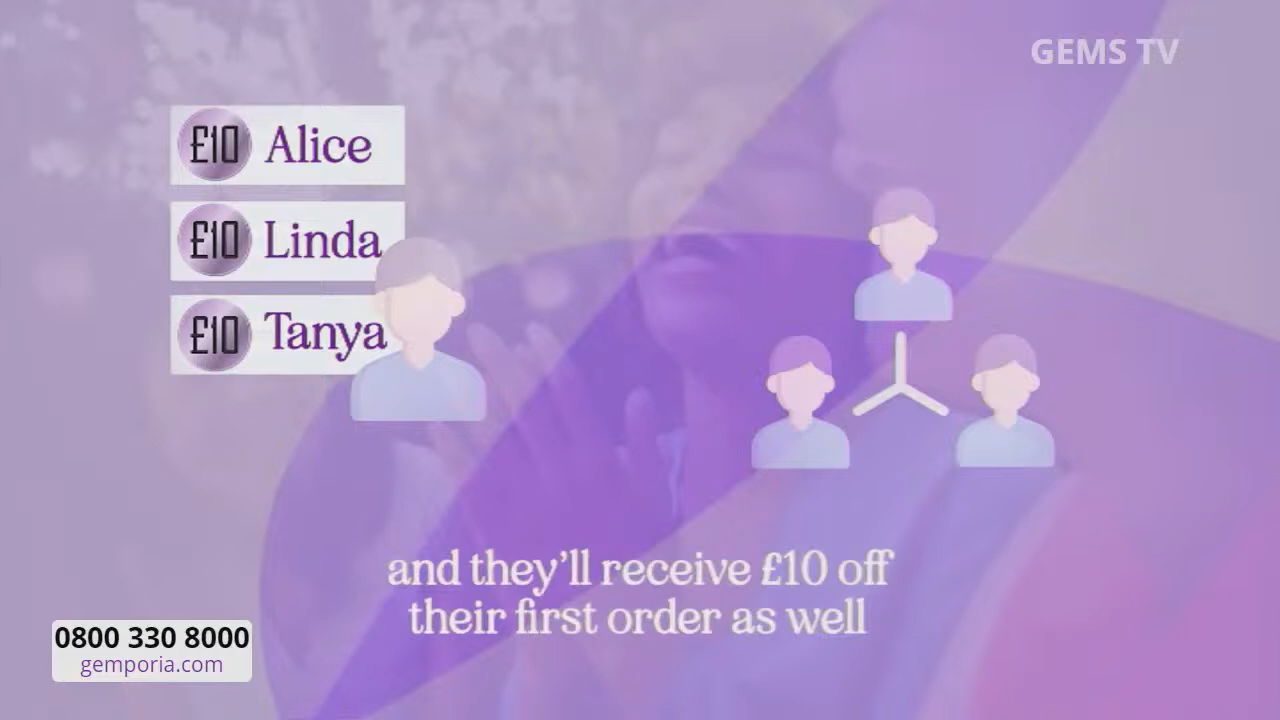 GEMS TV
£10 Alice
£10 Linda
£10 Tanya
and they'll receive £10 off
their first order as well
0800 330 8000
gemporia.com